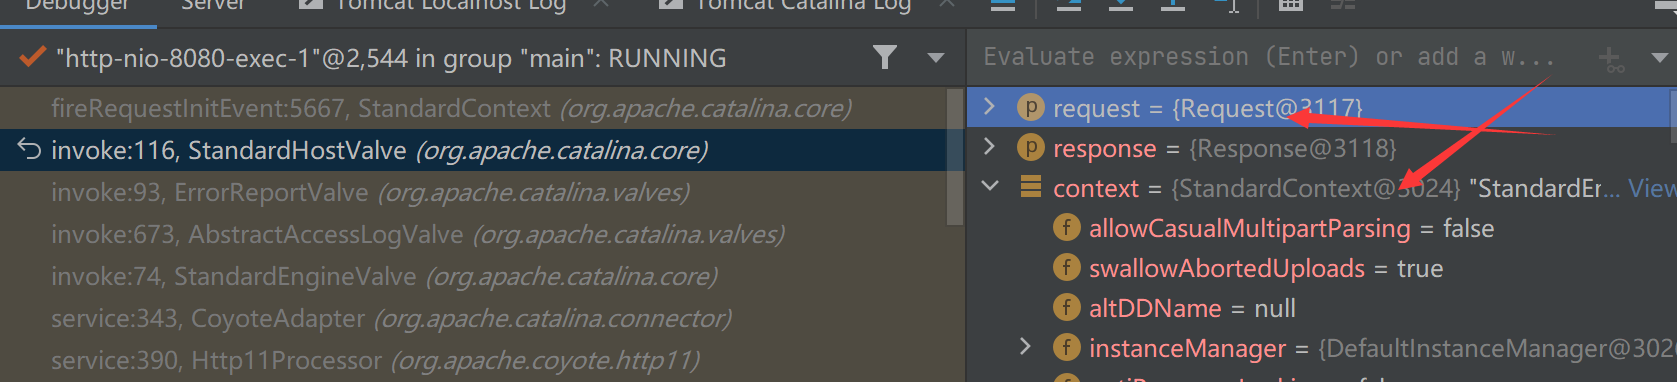 Debugger Server Tomcat Localhost Log Tomcat Catalina Log
"http-nio-8080-exec-1"@2,544 in group "main": RUNNING
fireRequestInitEvent:5667, StandardContext (org.apache.catalina.core)
invoke:116, StandardHostValve (org.apache.catalina.core)
invoke:93, ErrorReportValve (org.apache.catalina.valves)
invoke:673, AbstractAccessLogValve (org.apache.catalina.valves)
invoke:74, StandardEngineValve (org.apache.catalina.core)
service:343, CoyoteAdapter (org.apache.catalina.connector)
service:390, Http11Processor (org.apache.coyote.http11)
Evaluate expression (Enter) or add a w...
p request = {Request@3117}
p response = {Response@3118}
context = {StandardContext@3024} "StandardEr... View
f allowCasualMultipartParsing = false
f swallowAbortedUploads = true
f altDDName = null
f instanceManager = {DefaultInstanceManager@302